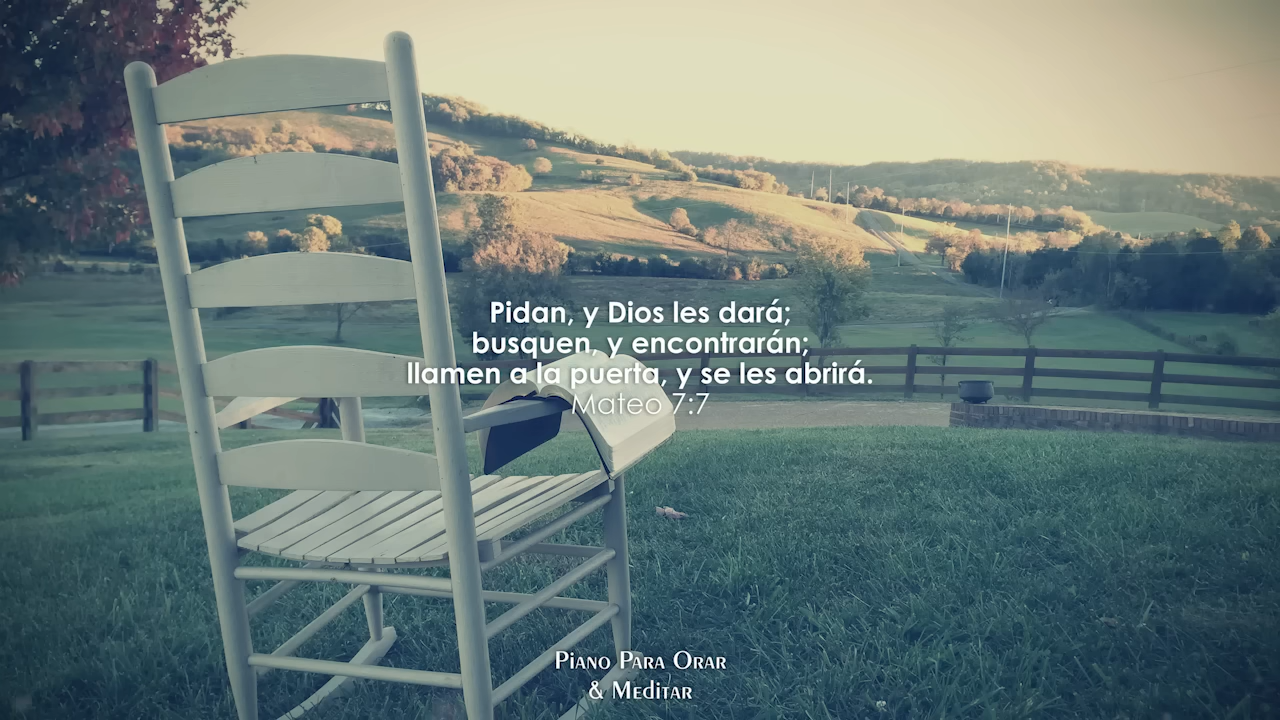 Pidan, y Dios les dará;
busquen, y encontrarán;
llamen a la puerta, y se les abrirá.
Mateo 7:7
Piano Para Orar
& Meditar